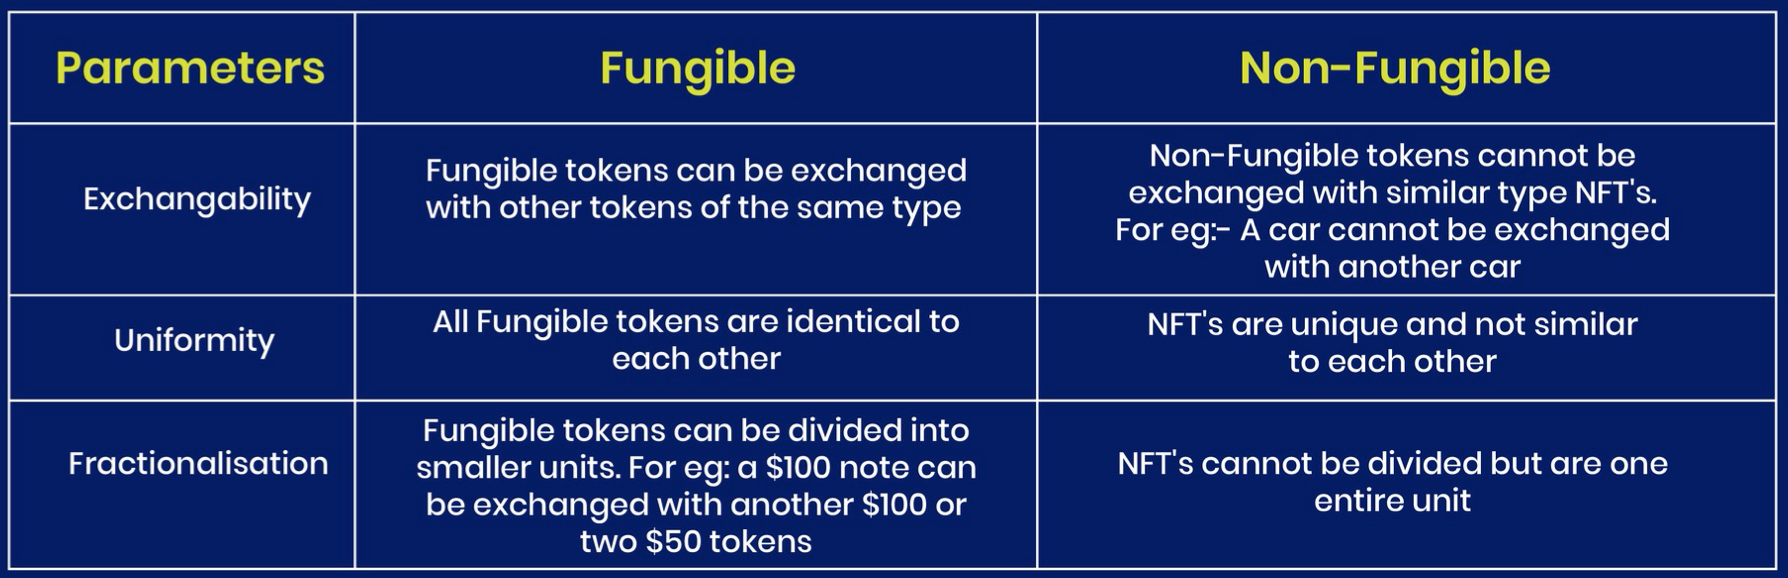 Parameters
Fungible
Non-Fungible
Exchangability
Fungible tokens can be exchanged
with other tokens of the same type
Non-Fungible tokens cannot be
exchanged with similar type NFT's.
For eg:- A car cannot be exchanged
with another car
Uniformity
All Fungible tokens are identical to
each other
NFT's are unique and not similar
to each other
Fractionalisation
Fungible tokens can be divided into
smaller units. For eg: a $100 note can
be exchanged with another $100 or
two $50 tokens
NFT's cannot be divided but are one
entire unit